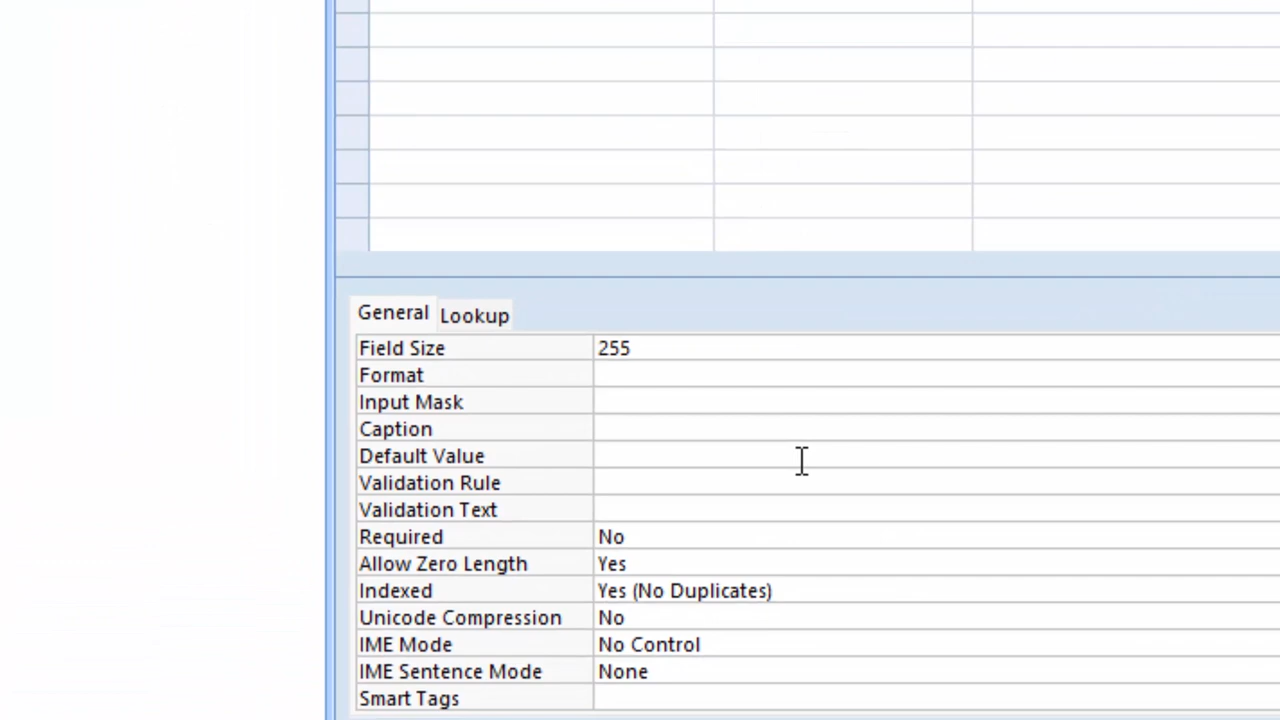 General Lookup
Field Size 255
Format
Input Mask
Caption
Default Value
Validation Rule
Validation Text
Required No
Allow Zero Length Yes
Indexed Yes (No Duplicates)
Unicode Compression No
IME Mode No Control
IME Sentence Mode None
Smart Tags